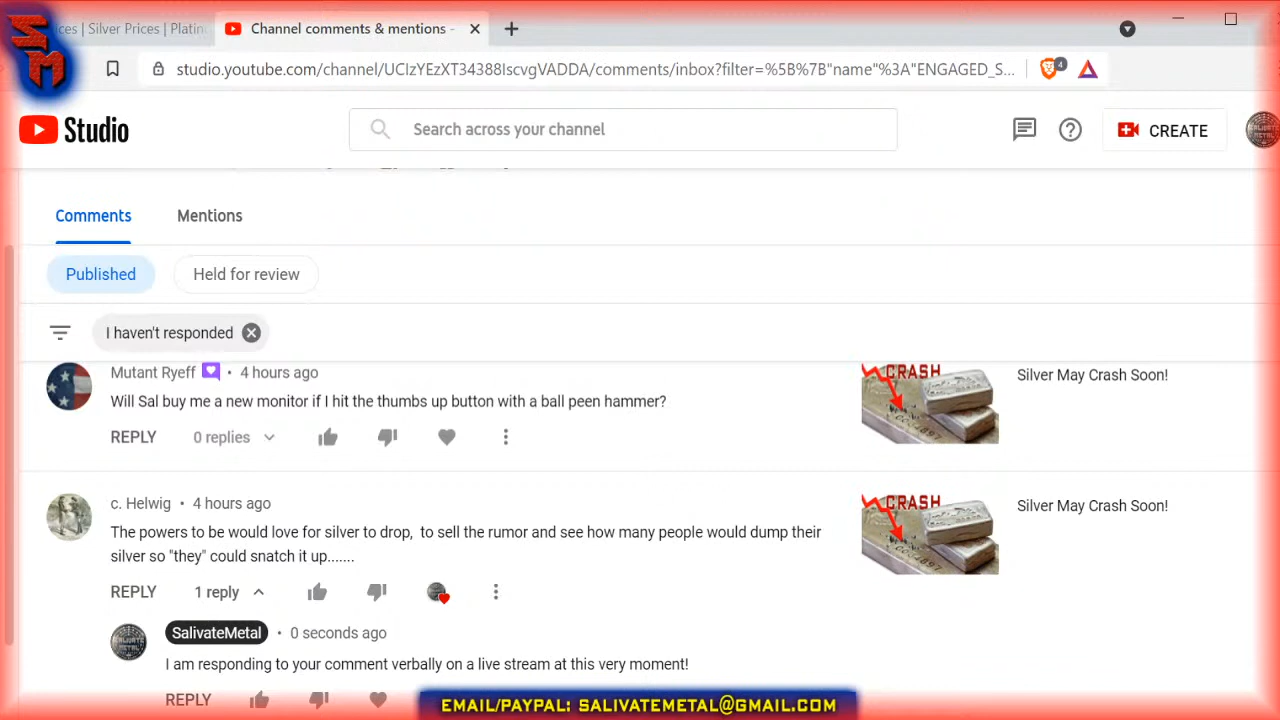 SM
ices | Silver Prices | Platin
Channel comments & mentions -
studio.youtube.com/channel/UCIzYEzXT34388IscvgVADDA/comments/inbox?filter=%5B%7B"name"%3A"ENGAGED_S...
4
Studio
Search across your channel
CREATE
Comments
Mentions
Published
Held for review
I haven't responded
Mutant Ryeff • 4 hours ago
Will Sal buy me a new monitor if I hit the thumbs up button with a ball peen hammer?
REPLY
0 replies
CRASH
Silver May Crash Soon!
c. Helwig • 4 hours ago
The powers to be would love for silver to drop, to sell the rumor and see how many people would dump their
silver so "they" could snatch it up.......
REPLY
1 reply
CRASH
Silver May Crash Soon!
SalivateMetal • 0 seconds ago
I am responding to your comment verbally on a live stream at this very moment!
REPLY
EMAIL/PAYPAL: SALIVATEMETAL@GMAIL.COM